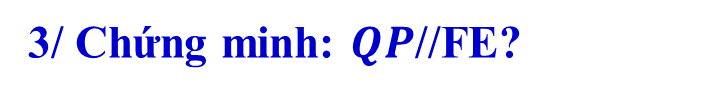 3/ Chứng minh: QP//FE?